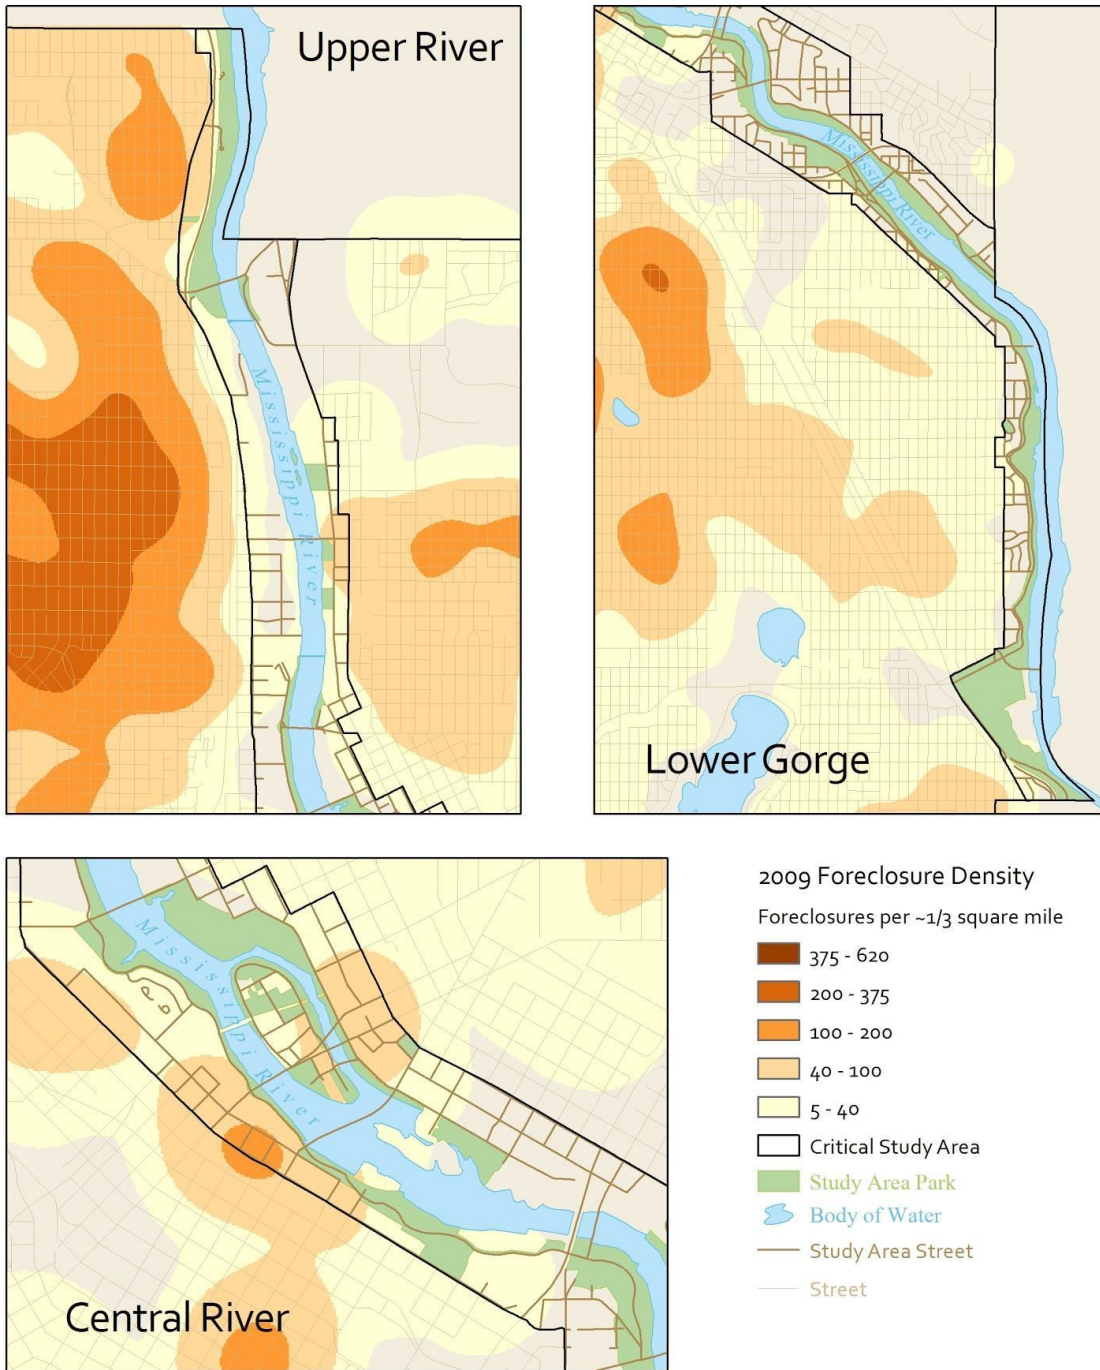 Upper River
Mississippi River
Mississippi River
Lower Gorge
Mississippi River
Central River
2009 Foreclosure Density
Foreclosures per ~1/3 square mile
375 - 620
200 - 375
100 - 200
40 - 100
5 - 40
Critical Study Area
Study Area Park
Body of Water
Study Area Street
Street